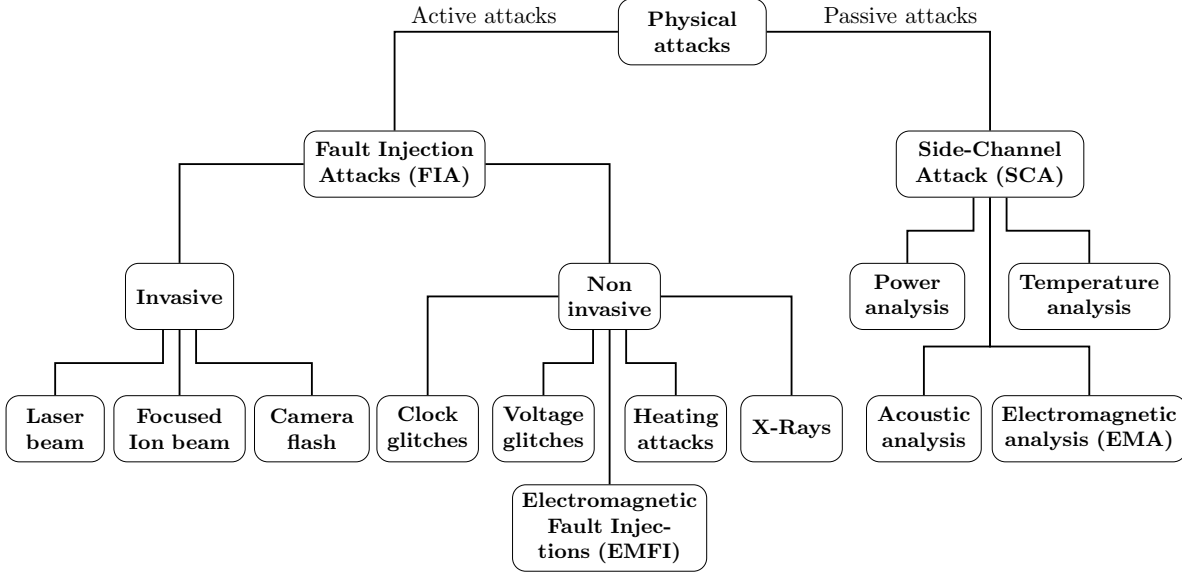 Active attacks
Physical
attacks
Passive attacks
Fault Injection
Attacks (FIA)
Side-Channel
Attack (SCA)
Invasive
Non
invasive
Power
analysis
Temperature
analysis
Laser
beam
Focused
Ion beam
Camera
flash
Clock
glitches
Voltage
glitches
Heating
attacks
X-Rays
Acoustic
analysis
Electromagnetic
analysis (EMA)
Electromagnetic
Fault Injec-
tions (EMFI)